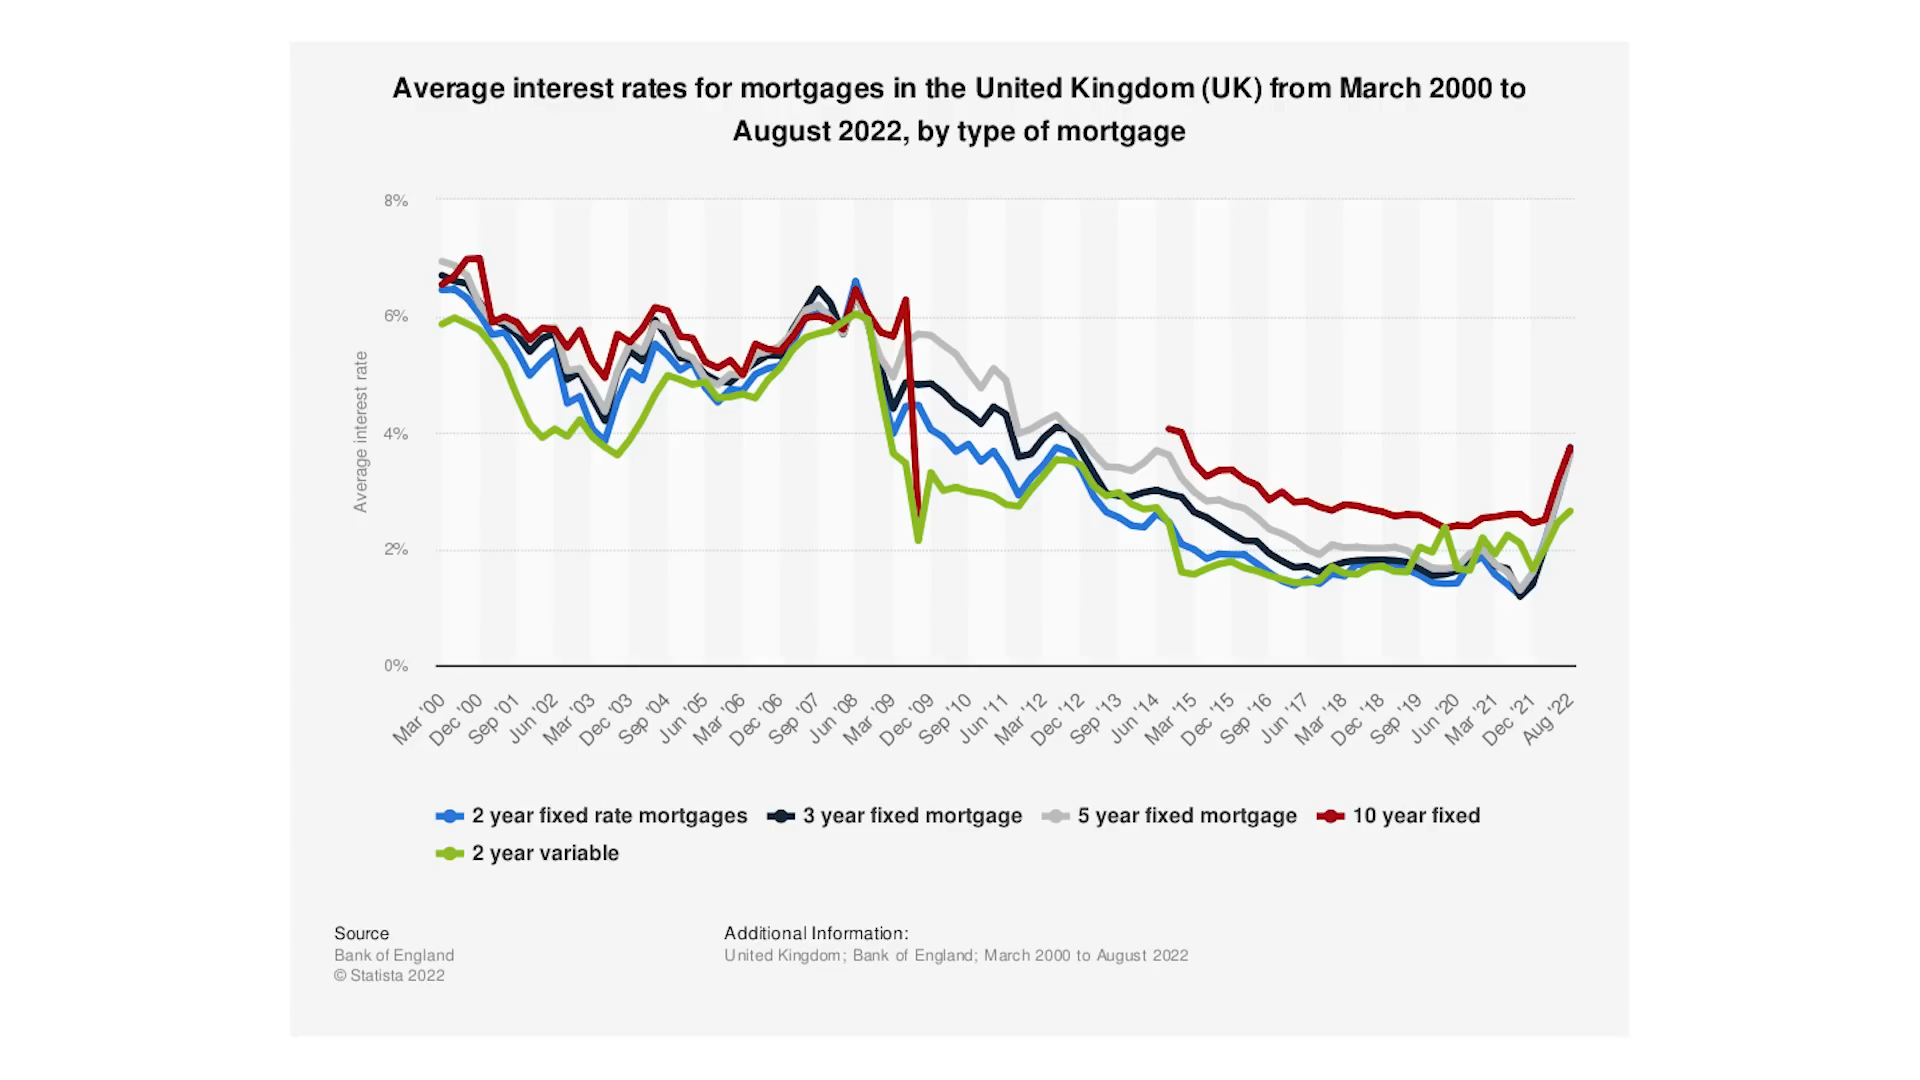 Average interest rates for mortgages in the United Kingdom (UK) from March 2000 to
August 2022, by type of mortgage
8%
6%
4%
2%
0%
Average interest rate
Mar '00
Dec '00
Sep '01
Jun '02
Mar '03
Dec '03
Sep '04
Jun '05
Mar '06
Dec '06
Sep '07
Jun '08
Mar '09
Dec '09
Sep '10
Jun '11
Mar '12
Dec '12
Sep '13
Jun '14
Mar '15
Dec '15
Sep '16
Jun '17
Mar '18
Dec '18
Sep '19
Jun '20
Mar '21
Dec '21
Aug '22
2 year fixed rate mortgages 3 year fixed mortgage 5 year fixed mortgage 10 year fixed
2 year variable
Source
Bank of England
© Statista 2022
Additional Information:
United Kingdom; Bank of England; March 2000 to August 2022